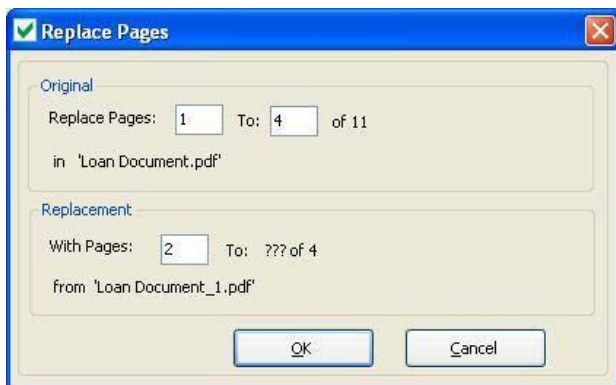 Replace Pages
Original
Replace Pages: 1 To: 4 of 11
in 'Loan Document.pdf'
Replacement
With Pages: 2 To: ??? of 4
from 'Loan Document_1.pdf'
OK Cancel